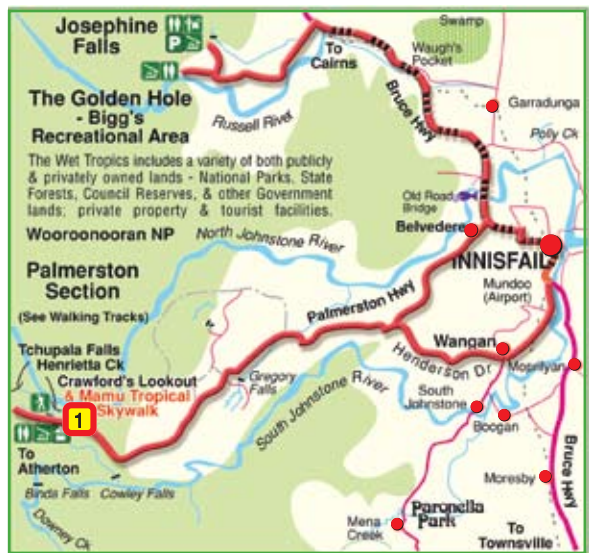 Josephine
Falls
P
To
Cairns
Swamp
Waugh's
Pocket
Garradunga
The Golden Hole
- Bigg's
Recreational Area
Russell River
Bruce Hwy
Polly Ck
The Wet Tropics includes a variety of both publicly
& privately owned lands - National Parks, State
Forests, Council Reserves, & other Government
lands; private property & tourist facilities.
Old Road
Bridge
Belvedere
Wooroonooran NP
North Johnstone River
INNISFAIL
Mundoo
(Airport)
Palmerston
Section
(See Walking Tracks)
Palmerston Hwy
Wangan
Henderson Dr
Mourilyan
Tchupala Falls
Henrietta Ck
Crawford's Lookout
& Mamu Tropical
Skywalk
1
Gregory
Falls
South Johnstone River
South
Johnstone
Boogan
To
Atherton
Binda Falls
Cowley Falls
Downey Ck
Moresby
Bruce Hwy
Mena
Creek
Paronella
Park
To
Townsville